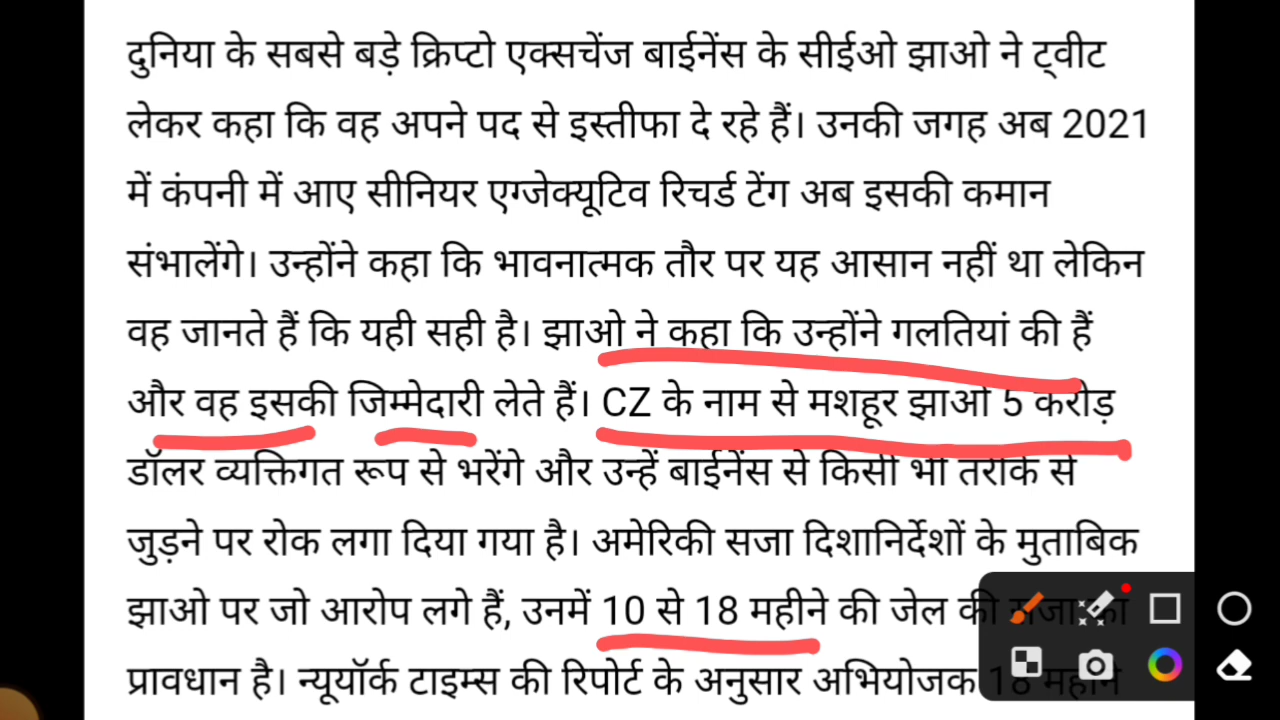 दुनिया के सबसे बड़े क्रिप्टो एक्सचेंज बाईनेंस के सीईओ झाओ ने ट्वीट
लेकर कहा कि वह अपने पद से इस्तीफा दे रहे हैं। उनकी जगह अब 2021
में कंपनी में आए सीनियर एग्जेक्यूटिव रिचर्ड टेंग अब इसकी कमान
संभालेंगे। उन्होंने कहा कि भावनात्मक तौर पर यह आसान नहीं था लेकिन
वह जानते हैं कि यही सही है। झाओ ने कहा कि उन्होंने गलतियां की हैं
और वह इसकी जिम्मेदारी लेते हैं। CZ के नाम से मशहूर झाओ 5 करोड़
डॉलर व्यक्तिगत रूप से भरेंगे और उन्हें बाईनेंस से किसी भी तरीके से
जुड़ने पर रोक लगा दिया गया है। अमेरिकी सजा दिशानिर्देशों के मुताबिक
झाओ पर जो आरोप लगे हैं, उनमें 10 से 18 महीने की जेल की सजा का
प्रावधान है। न्यूयॉर्क टाइम्स की रिपोर्ट के अनुसार अभियोजक 18 महीने